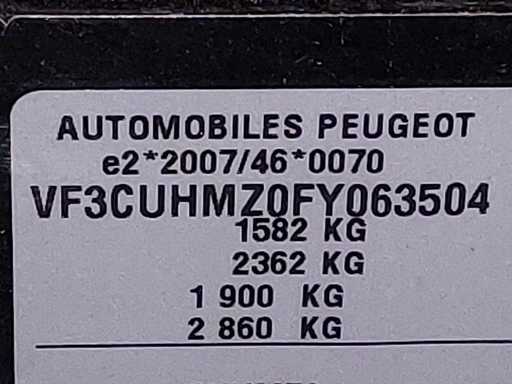 AUTOMOBILES PEUGEOT
e2*2007/46*0070
VF3CUHMZ0FY063504
1582 KG
2362 KG
1 900 KG
2 860 KG